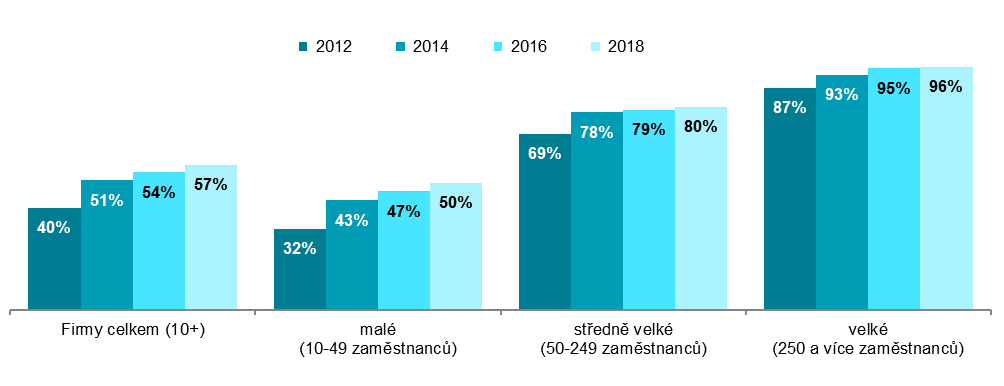 2012 2014 2016 2018
40% 51% 54% 57%
32% 43% 47% 50%
69% 78% 79% 80%
87% 93% 95% 96%
Firmy celkem (10+)
malé
(10-49 zaměstnanců)
středně velké
(50-249 zaměstnanců)
velké
(250 a více zaměstnanců)